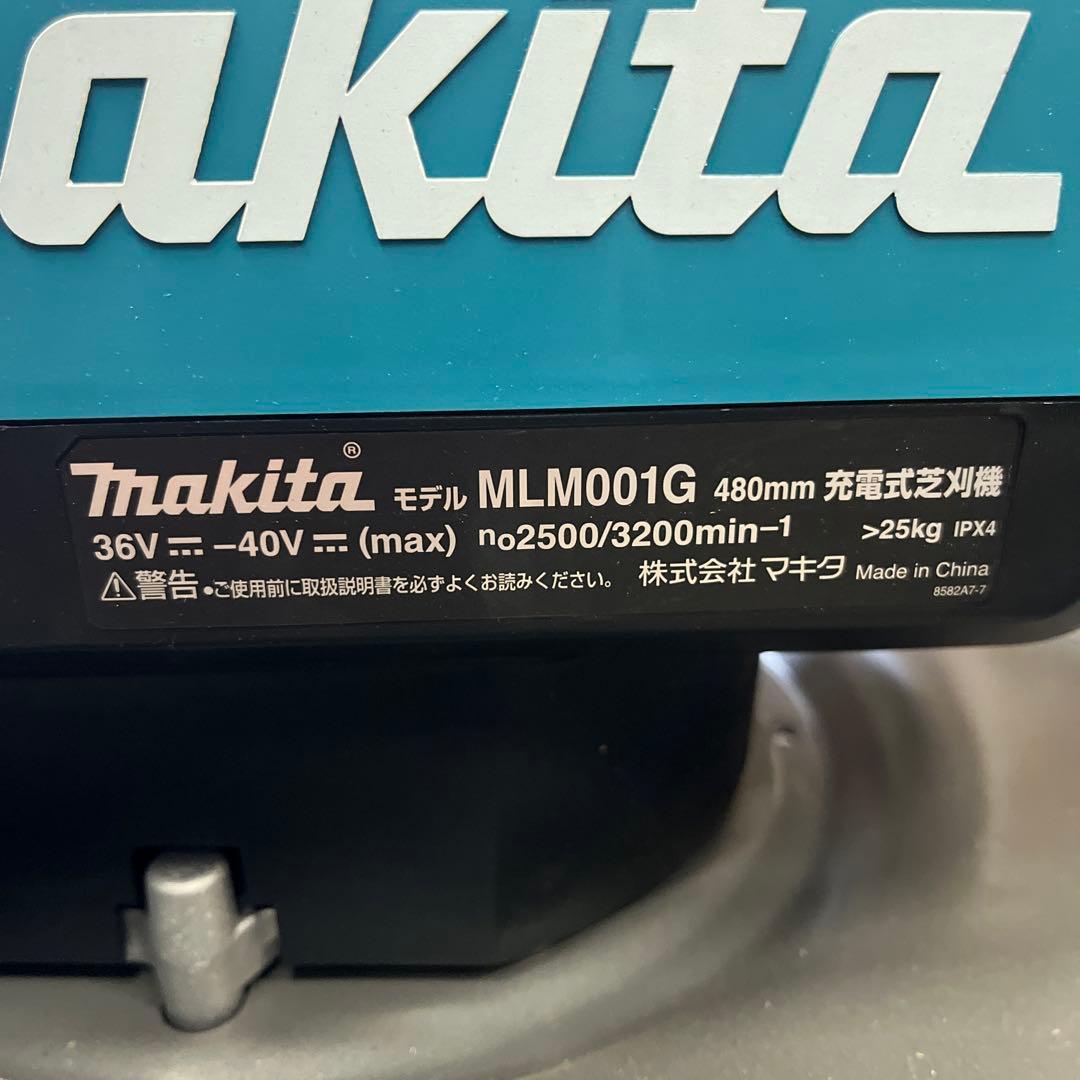 makita
makita® モデル MLM001G 480mm 充電式芝刈機
36V⎓-40V⎓(max) no2500/3200min-1 >25kg IPX4
⚠警告 ●ご使用前に取扱説明書を必ずよくお読みください。 株式会社マキタ Made in China
8582A7-7